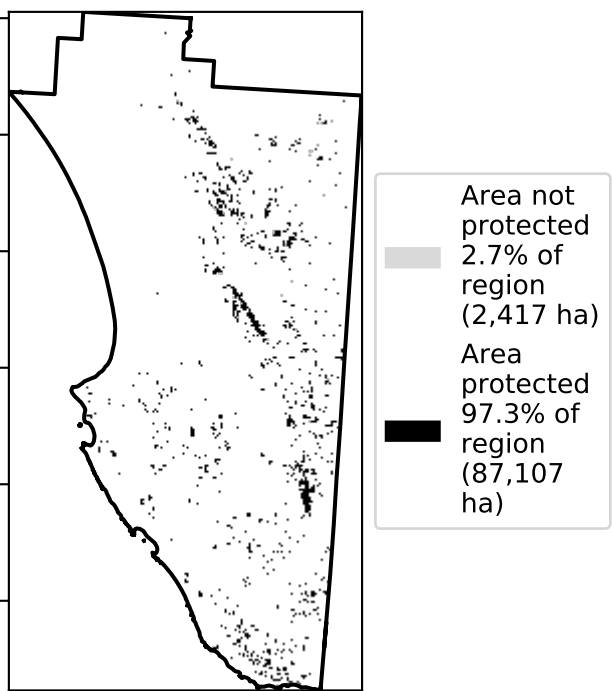 Area not
protected
2.7% of
region
(2,417 ha)
Area
protected
97.3% of
region
(87,107
ha)